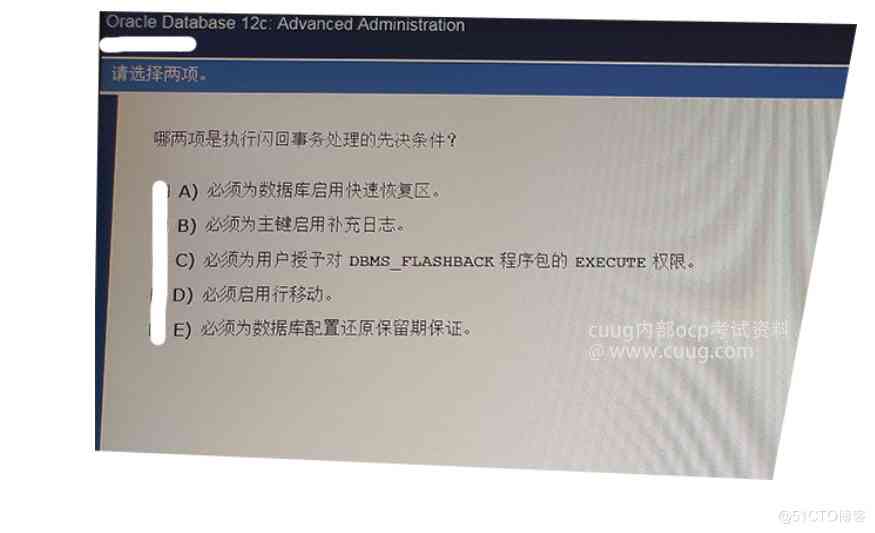 Oracle Database 12c: Advanced Administration
请选择两项。
哪两项是执行闪回事务处理的先决条件?
A) 必须为数据库启用快速恢复区。
B) 必须为主键启用补充日志。
C) 必须为用户授予对 DBMS_FLASHBACK 程序包的 EXECUTE 权限。
D) 必须启用行移动。
E) 必须为数据库配置还原保留期保证。
cuug内部ocp考试资料
@ www.cuug.com
@51CTO博客